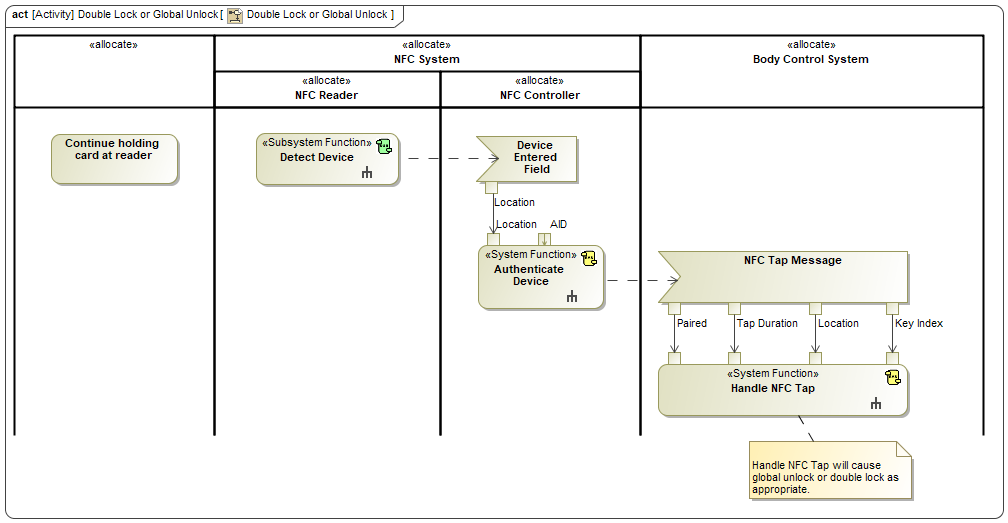 act [Activity] Double Lock or Global Unlock [ Double Lock or Global Unlock ]
«allocate»
«allocate»
NFC System
«allocate»
Body Control System
«allocate»
NFC Reader
«allocate»
NFC Controller
Continue holding
card at reader
«Subsystem Function»
Detect Device
Device
Entered
Field
Location
Location
AID
«System Function»
Authenticate
Device
NFC Tap Message
Paired
Tap Duration
Location
Key Index
«System Function»
Handle NFC Tap
Handle NFC Tap will cause
global unlock or double lock as
appropriate.